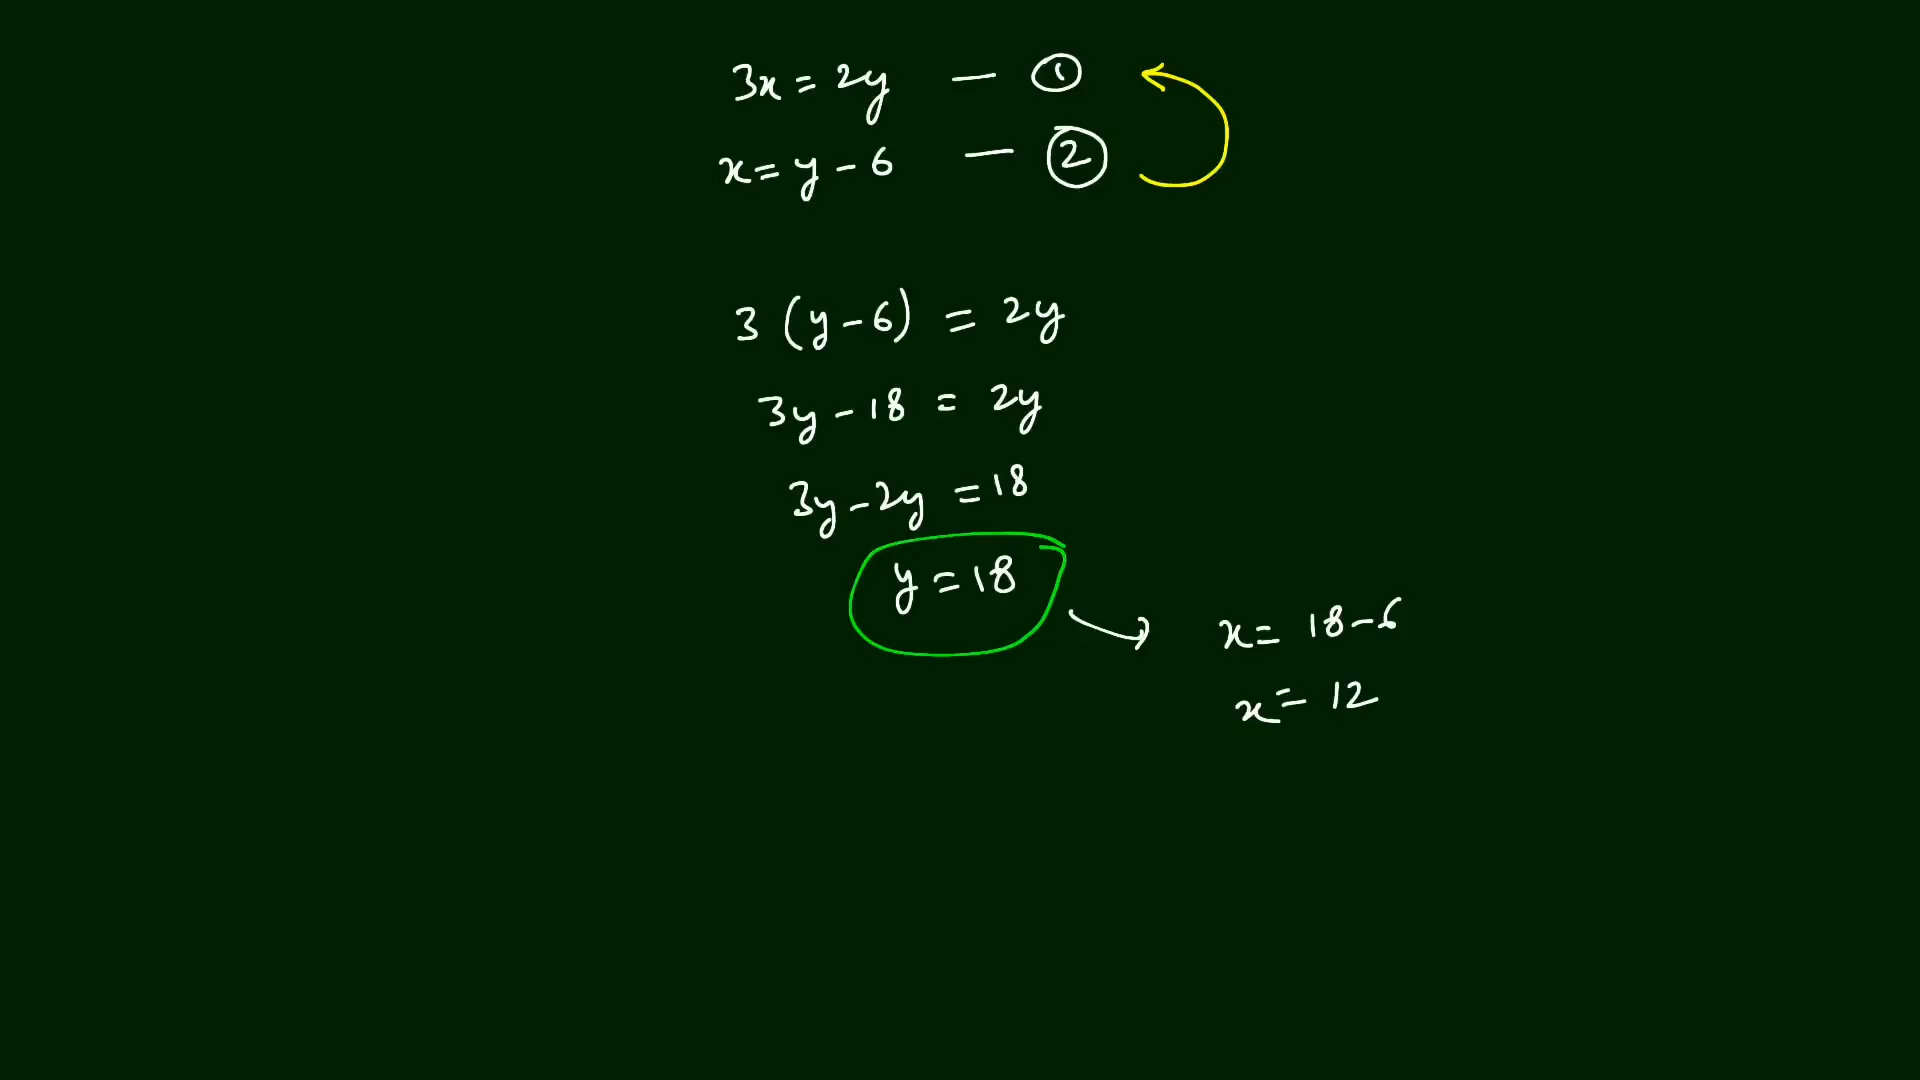 3x = 2y — ①
x = y - 6 — ②
3 (y - 6) = 2y
3y - 18 = 2y
3y - 2y = 18
y = 18
x = 18 - 6
x = 12